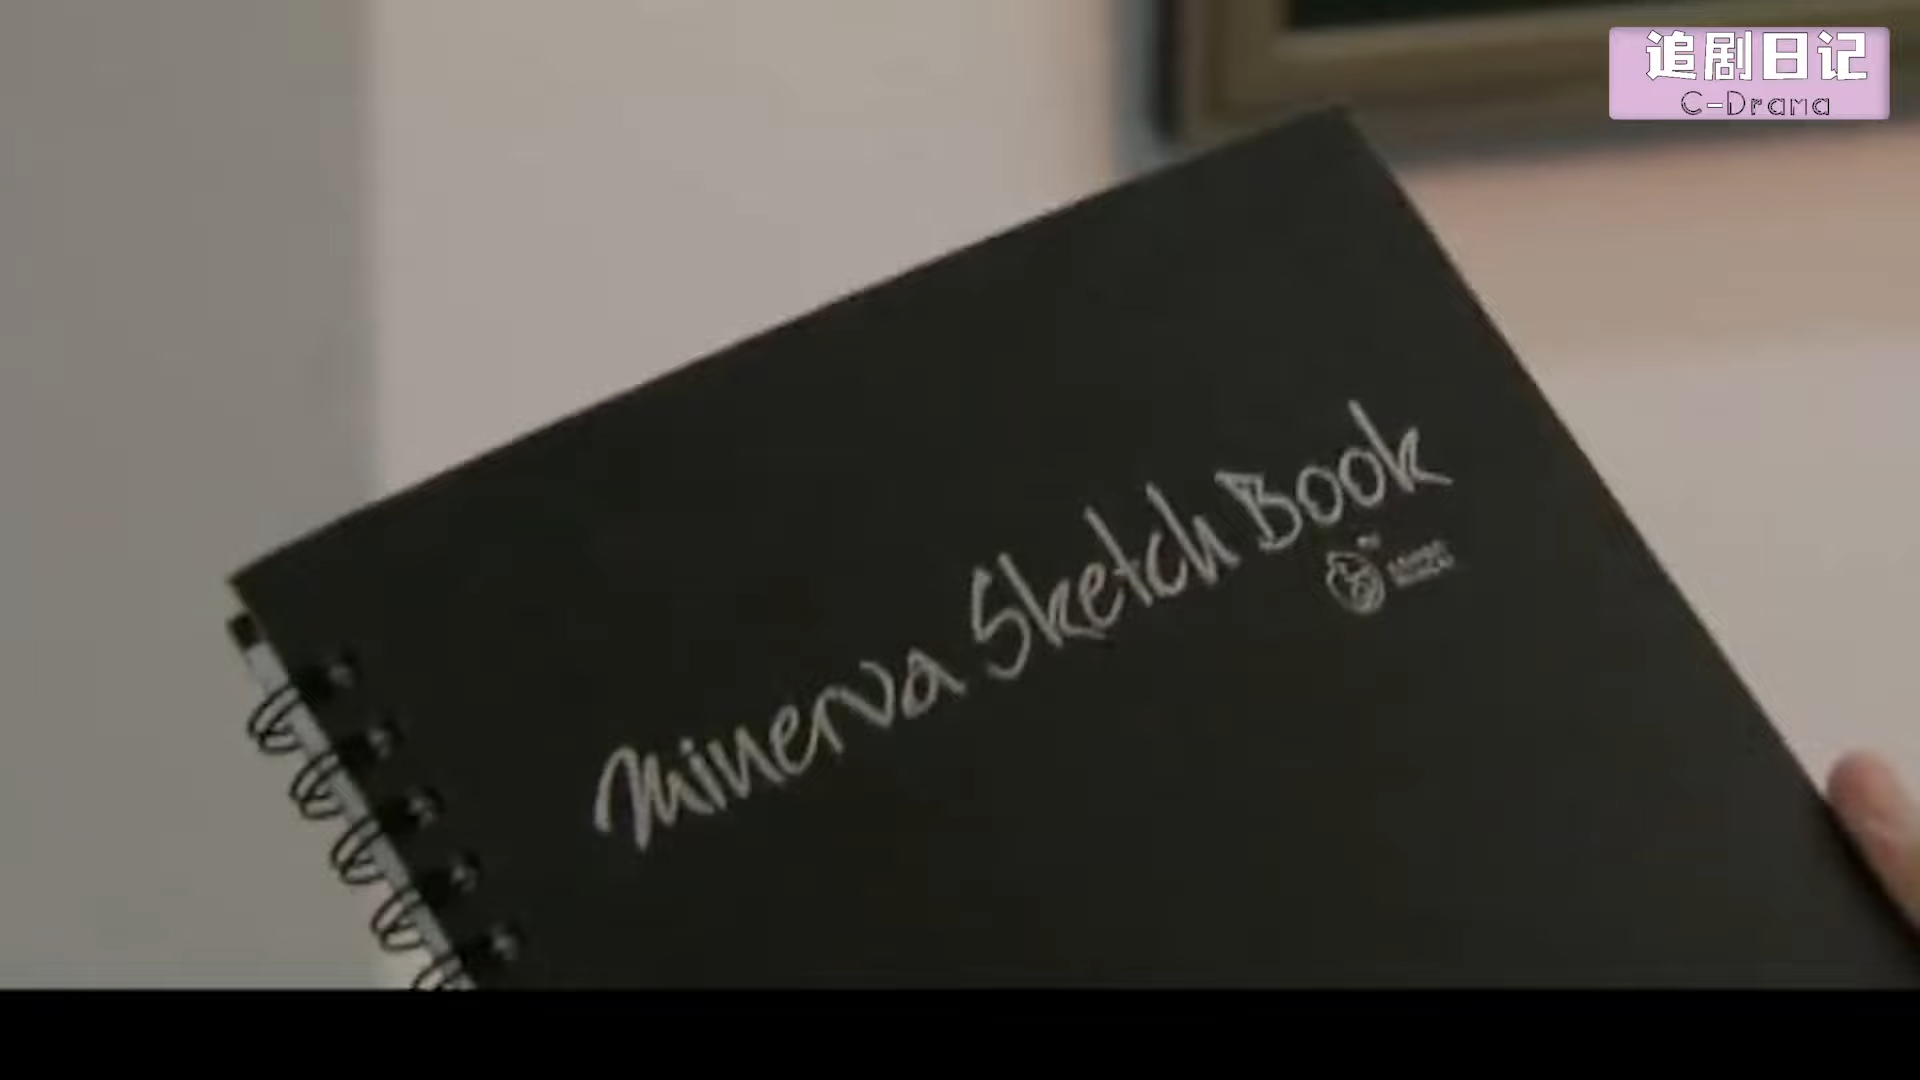 追剧日记
C-Drama
Minerva Sketch Book